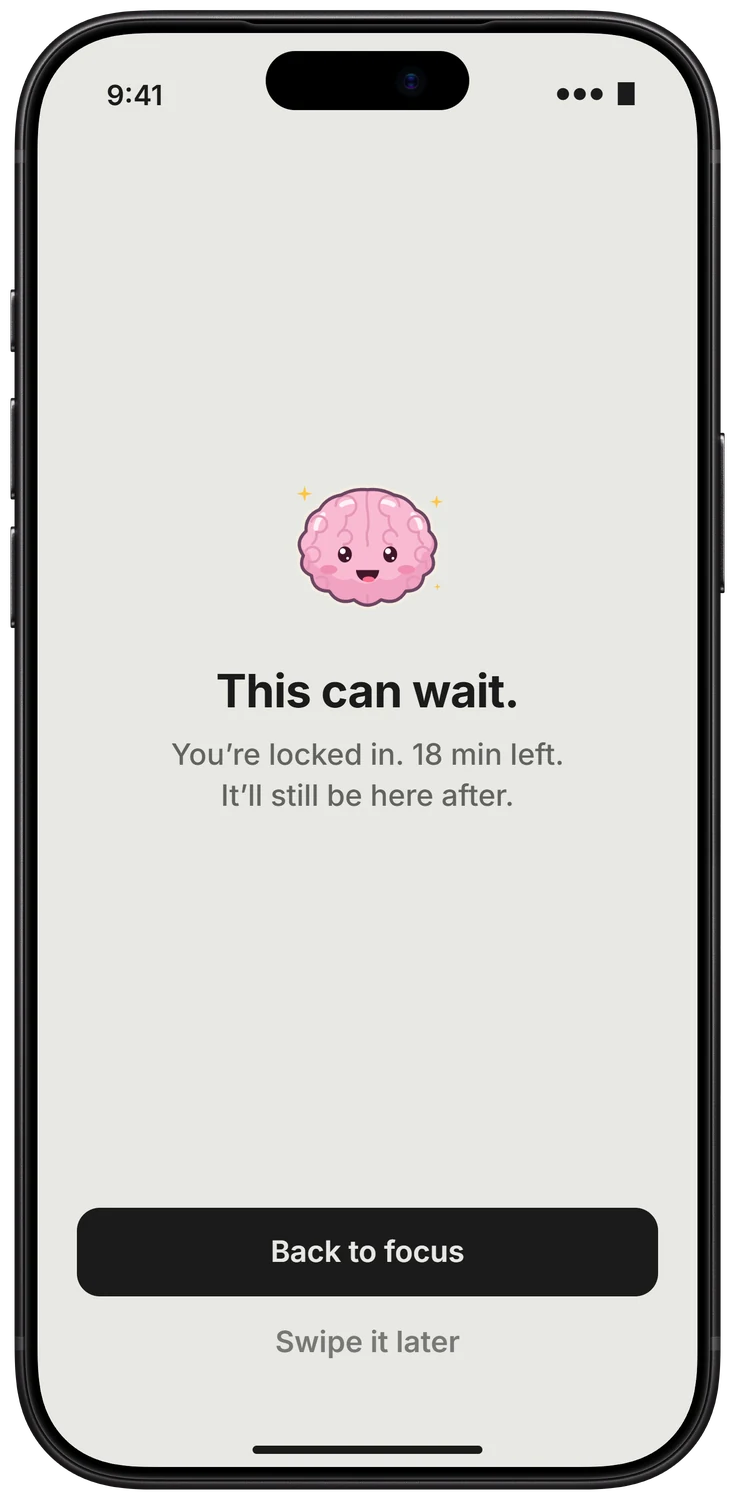 9:41
This can wait.
You’re locked in. 18 min left.
It’ll still be here after.
Back to focus
Swipe it later